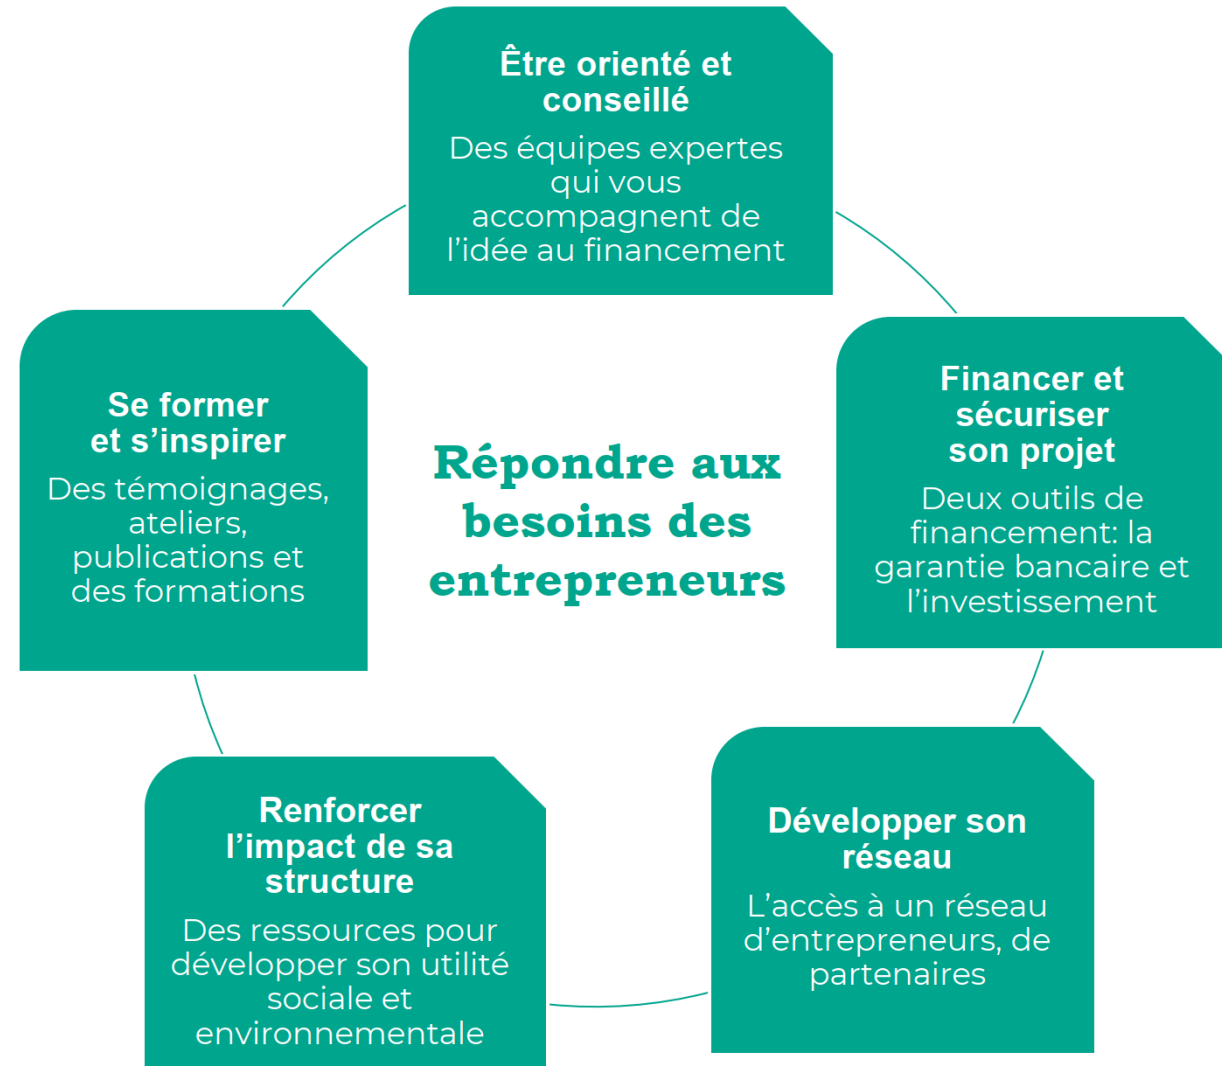 Être orienté et
conseillé
Des équipes expertes
qui vous
accompagnent de
l’idée au financement
Se former
et s’inspirer
Des témoignages,
ateliers,
publications et
des formations
Répondre aux
besoins des
entrepreneurs
Financer et
sécuriser
son projet
Deux outils de
financement: la
garantie bancaire et
l’investissement
Renforcer
l’impact de sa
structure
Des ressources pour
développer son utilité
sociale et
environnementale
Développer son
réseau
L’accès à un réseau
d’entrepreneurs, de
partenaires